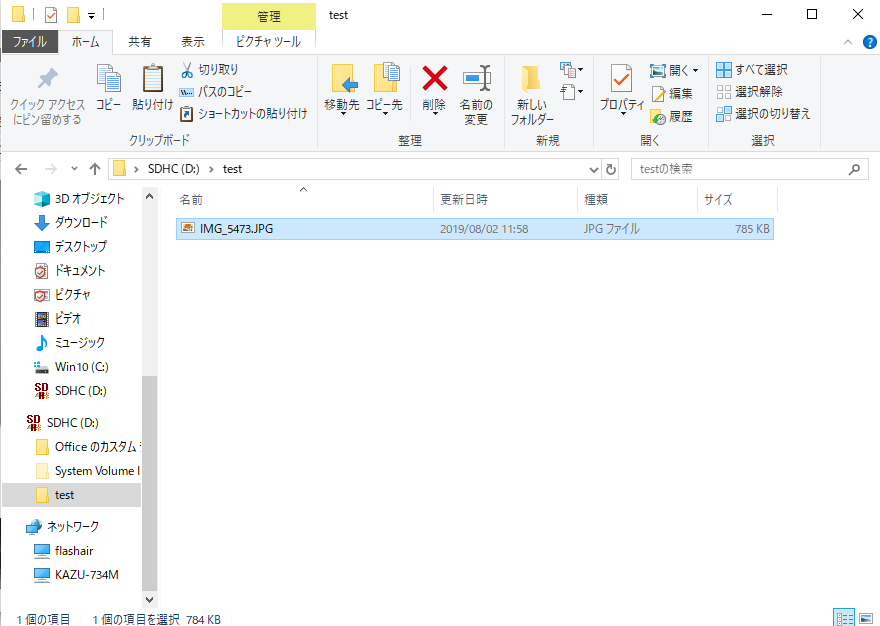 管理
test
ファイル ホーム 共有 表示 ピクチャ ツール
クイック アクセスにピン留めする
コピー
貼り付け
切り取り
パスのコピー
ショートカットの貼り付け
クリップボード
移動先
コピー先
削除
名前の変更
整理
新しいフォルダー
新規
プロパティ
開く
編集
履歴
開く
すべて選択
選択解除
選択の切り替え
選択
SDHC (D:) › test
testの検索
名前 更新日時 種類 サイズ
IMG_5473.JPG 2019/08/02 11:58 JPG ファイル 785 KB
3D オブジェクト
ダウンロード
デスクトップ
ドキュメント
ピクチャ
ビデオ
ミュージック
Win10 (C:)
SDHC (D:)
SDHC (D:)
Office のカスタム
System Volume I
test
ネットワーク
flashair
KAZU-734M
1 個の項目 1 個の項目を選択 784 KB